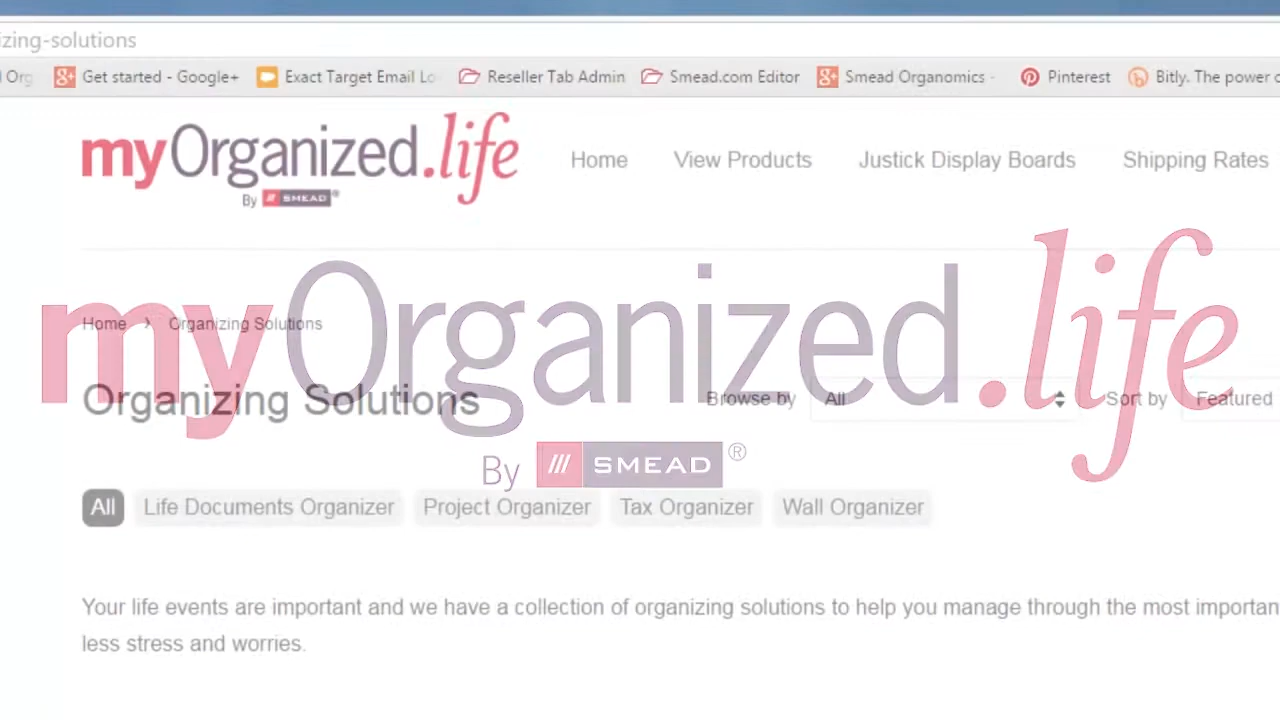 izing-solutions
Org Get started - Google+ Exact Target Email Lo Reseller Tab Admin Smead.com Editor Smead Organomics - Pinterest Bitly. The power o
myOrganized.life
By SMEAD®
Home View Products Justick Display Boards Shipping Rates
myOrganized.life
By SMEAD®
Home › Organizing Solutions
Organizing Solutions
Browse by All Sort by Featured
All Life Documents Organizer Project Organizer Tax Organizer Wall Organizer
Your life events are important and we have a collection of organizing solutions to help you manage through the most importan
less stress and worries.